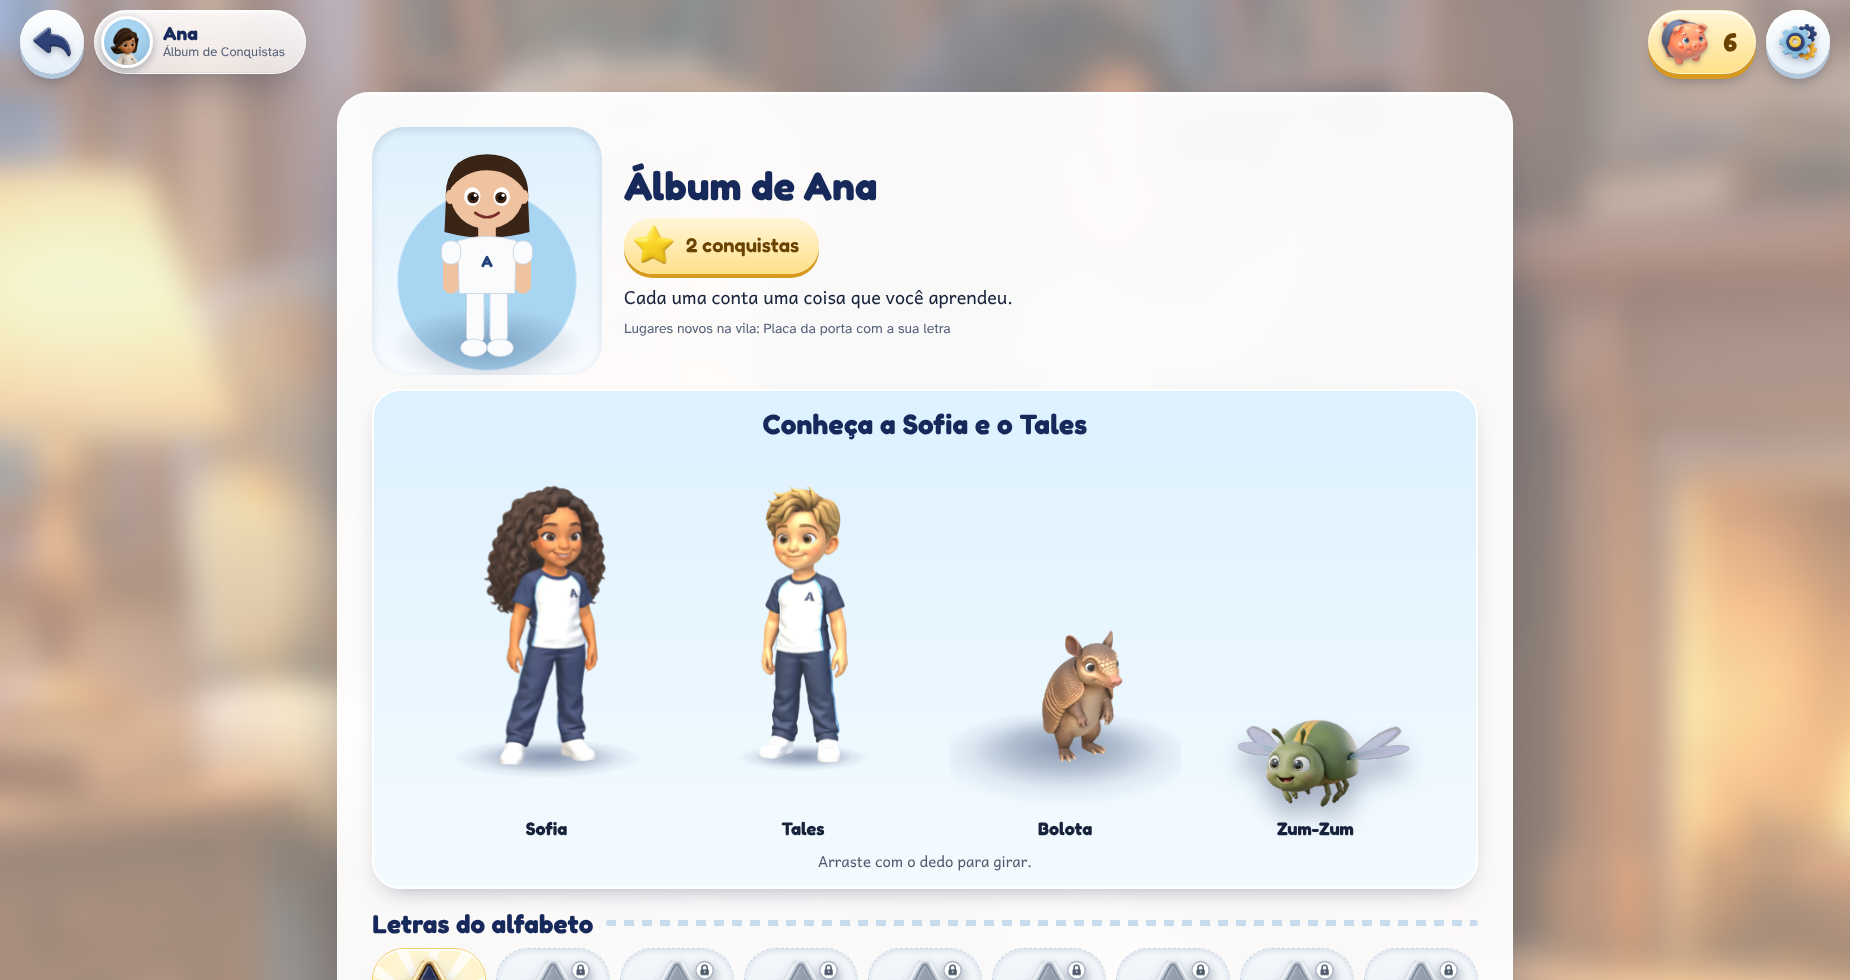 Ana
Álbum de Conquistas
6
Álbum de Ana
2 conquistas
Cada uma conta uma coisa que você aprendeu.
Lugares novos na vila: Placa da porta com a sua letra
A
Conheça a Sofia e o Tales
A
A
Sofia
Tales
Bolota
Zum-Zum
Arraste com o dedo para girar.
Letras do alfabeto